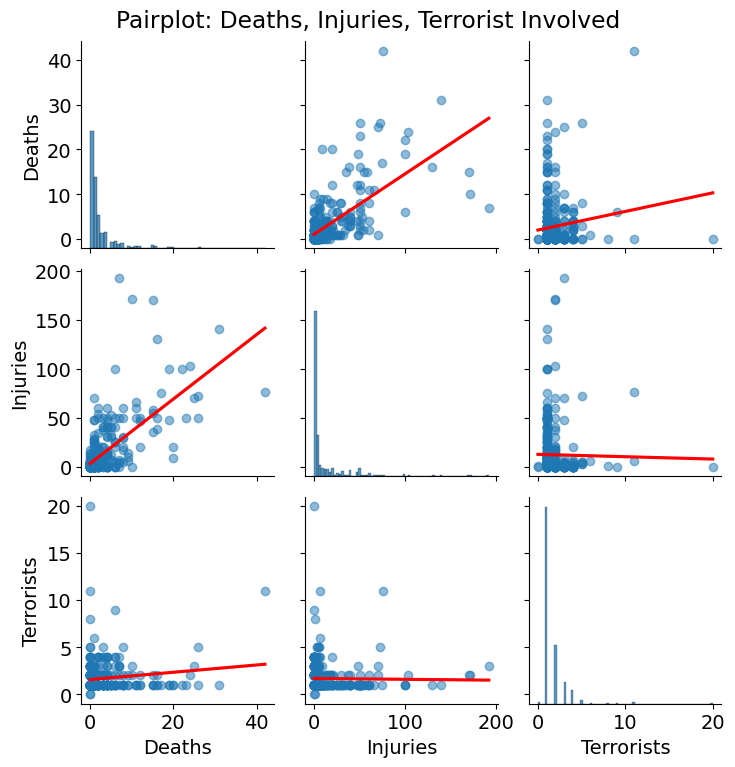 Pairplot: Deaths, Injuries, Terrorist Involved
40
30
20
10
0
Deaths
200
150
100
50
0
Injuries
20
15
10
5
0
Terrorists
0 20 40
0 100 200
0 10 20
Deaths
Injuries
Terrorists